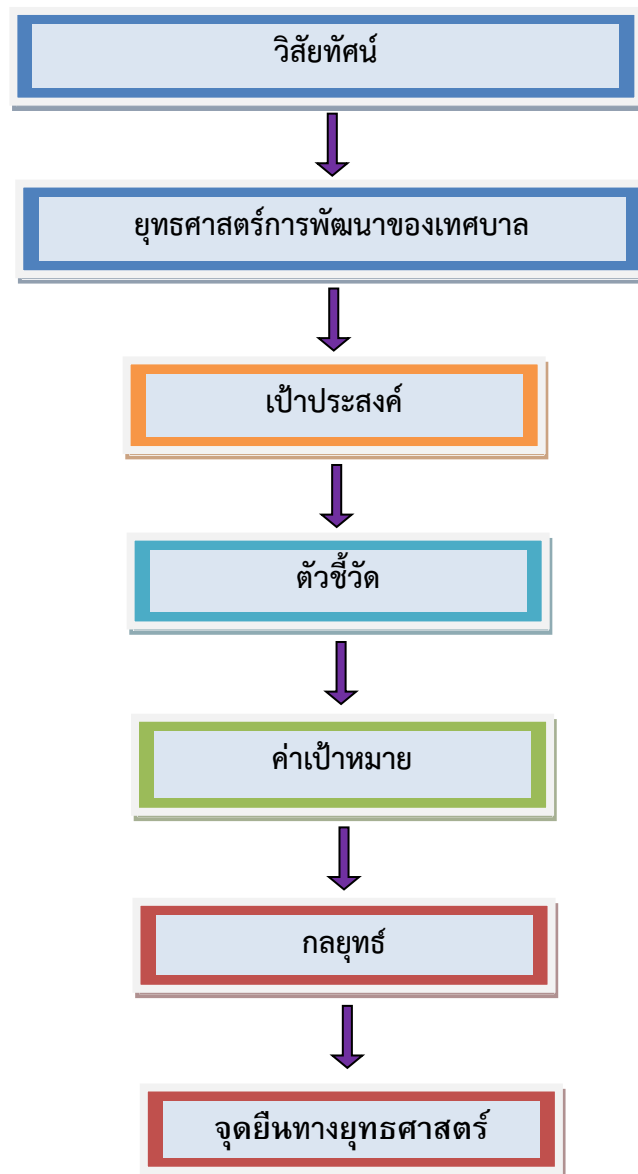 วิสัยทัศน์
ยุทธศาสตร์การพัฒนาของเทศบาล
เป้าประสงค์
ตัวชี้วัด
ค่าเป้าหมาย
กลยุทธ์
จุดยืนทางยุทธศาสตร์